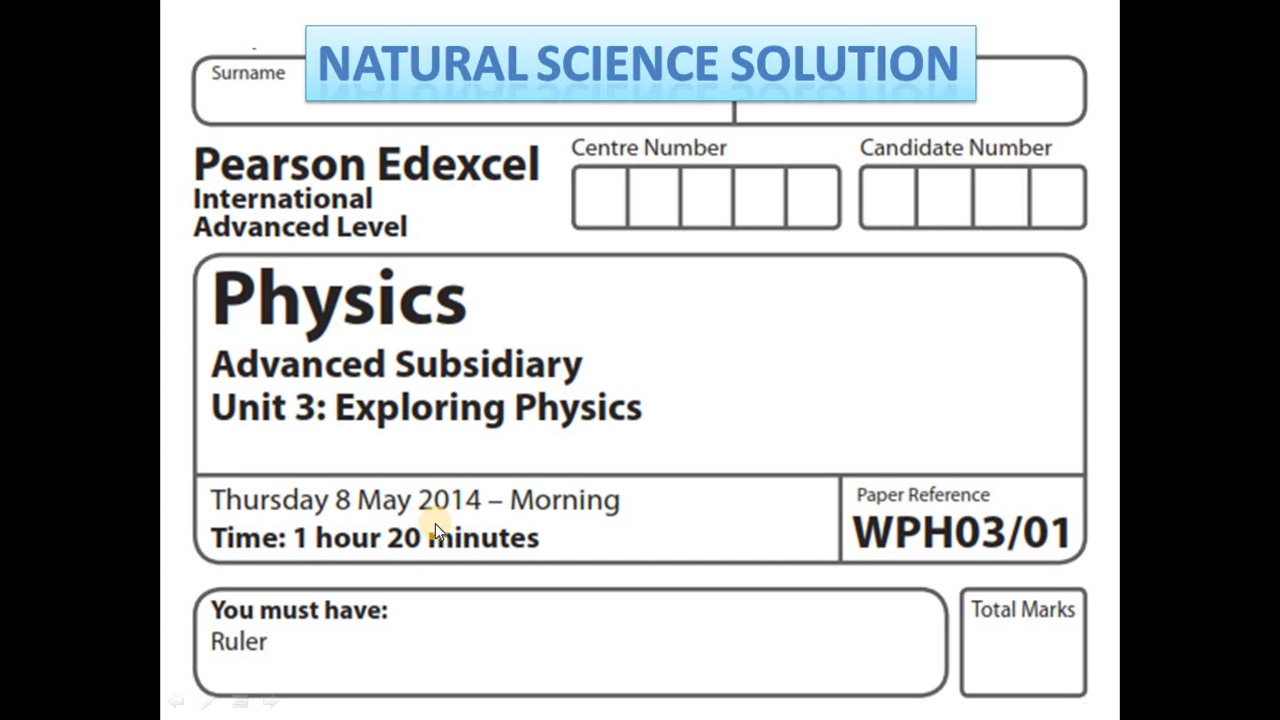 NATURAL SCIENCE SOLUTION
Surname
Pearson Edexcel
International
Advanced Level
Centre Number
Candidate Number
Physics
Advanced Subsidiary
Unit 3: Exploring Physics
Thursday 8 May 2014 – Morning
Time: 1 hour 20 minutes
Paper Reference
WPH03/01
You must have:
Ruler
Total Marks